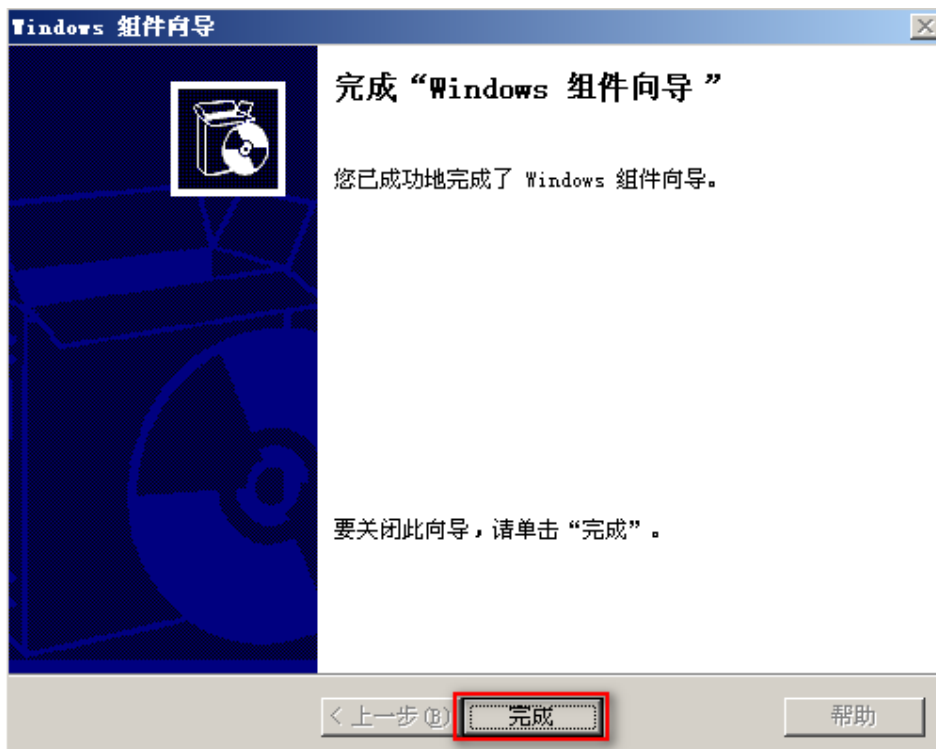 Windows 组件向导
完成“Windows 组件向导”
您已成功地完成了 Windows 组件向导。
要关闭此向导，请单击“完成”。
< 上一步(B)
完成
帮助